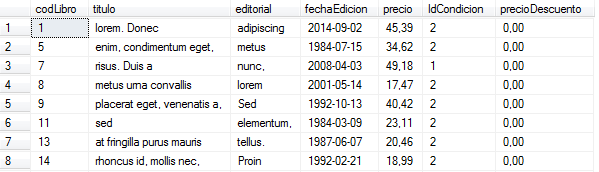 codLibro titulo editorial fechaEdicion precio IdCondicion precioDescuento
1 1 lorem. Donec adipiscing 2014-09-02 45,39 2 0,00
2 5 enim, condimentum eget, metus 1984-07-15 34,62 2 0,00
3 7 risus. Duis a nunc, 2008-04-03 49,18 1 0,00
4 8 metus urna convallis lorem 2001-05-14 17,47 2 0,00
5 9 placerat eget, venenatis a, Sed 1992-10-13 40,42 2 0,00
6 11 sed elementum, 1984-03-09 23,11 2 0,00
7 13 at fringilla purus mauris tellus. 1987-06-07 20,46 2 0,00
8 14 rhoncus id, mollis nec, Proin 1992-02-21 18,99 2 0,00